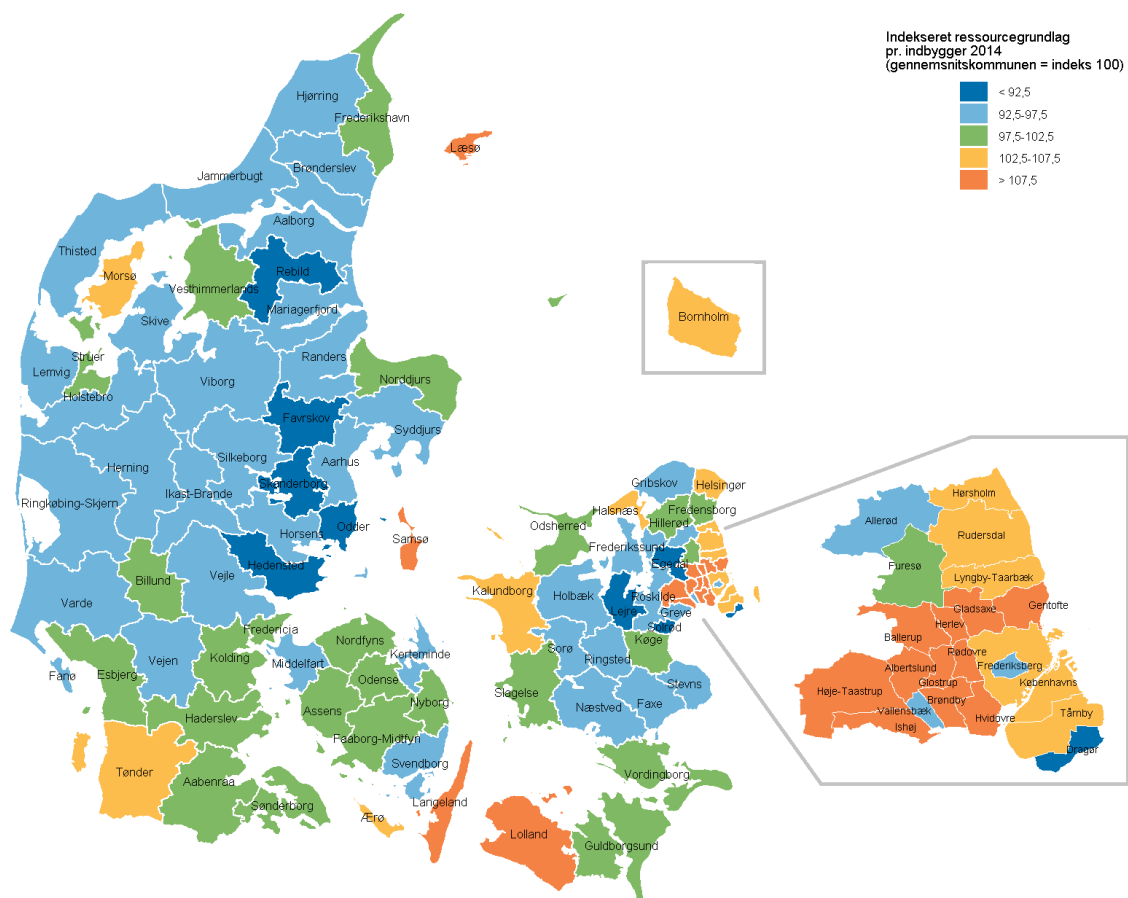 Indekseret ressourcegrundlag
pr. indbygger 2014
(gennemsnitskommunen = indeks 100)
< 92,5
92,5-97,5
97,5-102,5
102,5-107,5
> 107,5
Hjørring
Frederikshavn
Læsø
Brønderslev
Jammerbugt
Aalborg
Thisted
Morsø
Rebild
Vesthimmerlands
Mariagerfjord
Skive
Struer
Lemvig
Holstebro
Viborg
Randers
Norddjurs
Favrskov
Syddjurs
Silkeborg
Aarhus
Herning
Skanderborg
Ringkøbing-Skjern
Ikast-Brande
Horsens
Odder
Samsø
Hedensted
Billund
Vejle
Varde
Fredericia
Vejen
Kolding
Fanø
Esbjerg
Haderslev
Tønder
Aabenraa
Sønderborg
Middelfart
Nordfyns
Kerteminde
Odense
Assens
Nyborg
Faaborg-Midtfyn
Svendborg
Langeland
Ærø
Bornholm
Gribskov
Helsingør
Halsnæs
Fredensborg
Hillerød
Odsherred
Frederikssund
Egedal
Kalundborg
Holbæk
Roskilde
Lejre
Greve
Solrød
Sorø
Køge
Ringsted
Slagelse
Stevns
Næstved
Faxe
Vordingborg
Lolland
Guldborgsund
Hørsholm
Allerød
Rudersdal
Furesø
Lyngby-Taarbæk
Gladsaxe
Gentofte
Herlev
Ballerup
Rødovre
Albertslund
Frederiksberg
Høje-Taastrup
Glostrup
Københavns
Brøndby
Vallensbæk
Tårnby
Ishøj
Hvidovre
Dragør